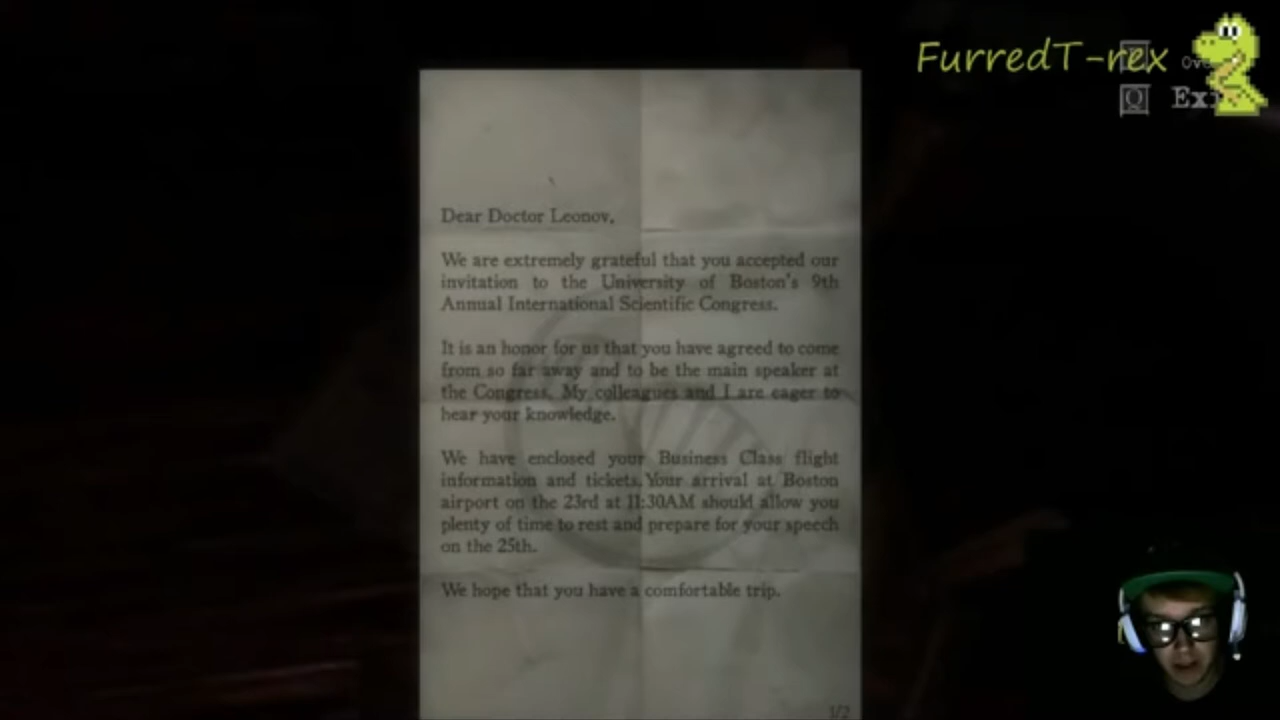 FurredT-rex
Q Exi
Dear Doctor Leonov,
We are extremely grateful that you accepted our
invitation to the University of Boston's 9th
Annual International Scientific Congress.
It is an honor for us that you have agreed to come
from so far away and to be the main speaker at
the Congress. My colleagues and I are eager to
hear your knowledge.
We have enclosed your Business Class flight
information and tickets. Your arrival at Boston
airport on the 23rd at 11:30AM should allow you
plenty of time to rest and prepare for your speech
on the 25th.
We hope that you have a comfortable trip.
1/2